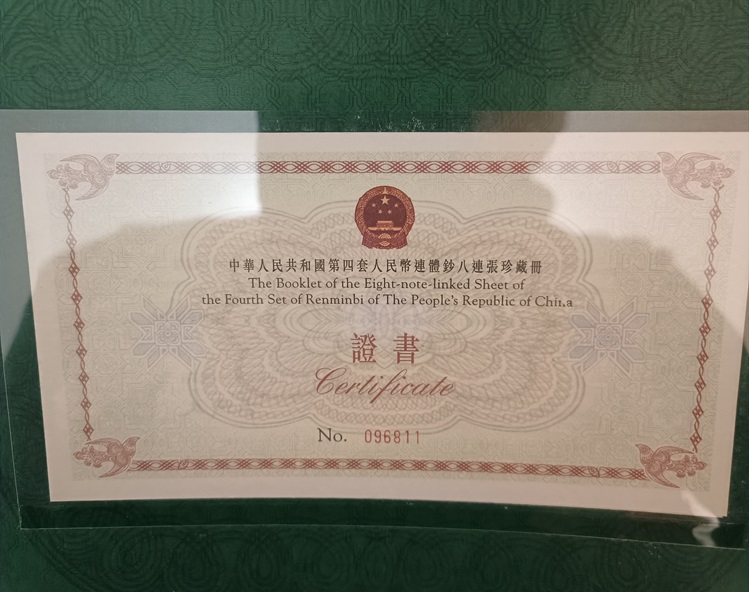 中華人民共和國第四套人民幣連體鈔八連張珍藏冊
The Booklet of the Eight-note-linked Sheet of
the Fourth Set of Renminbi of The People's Republic of China
證書
Certificate
No. 096811